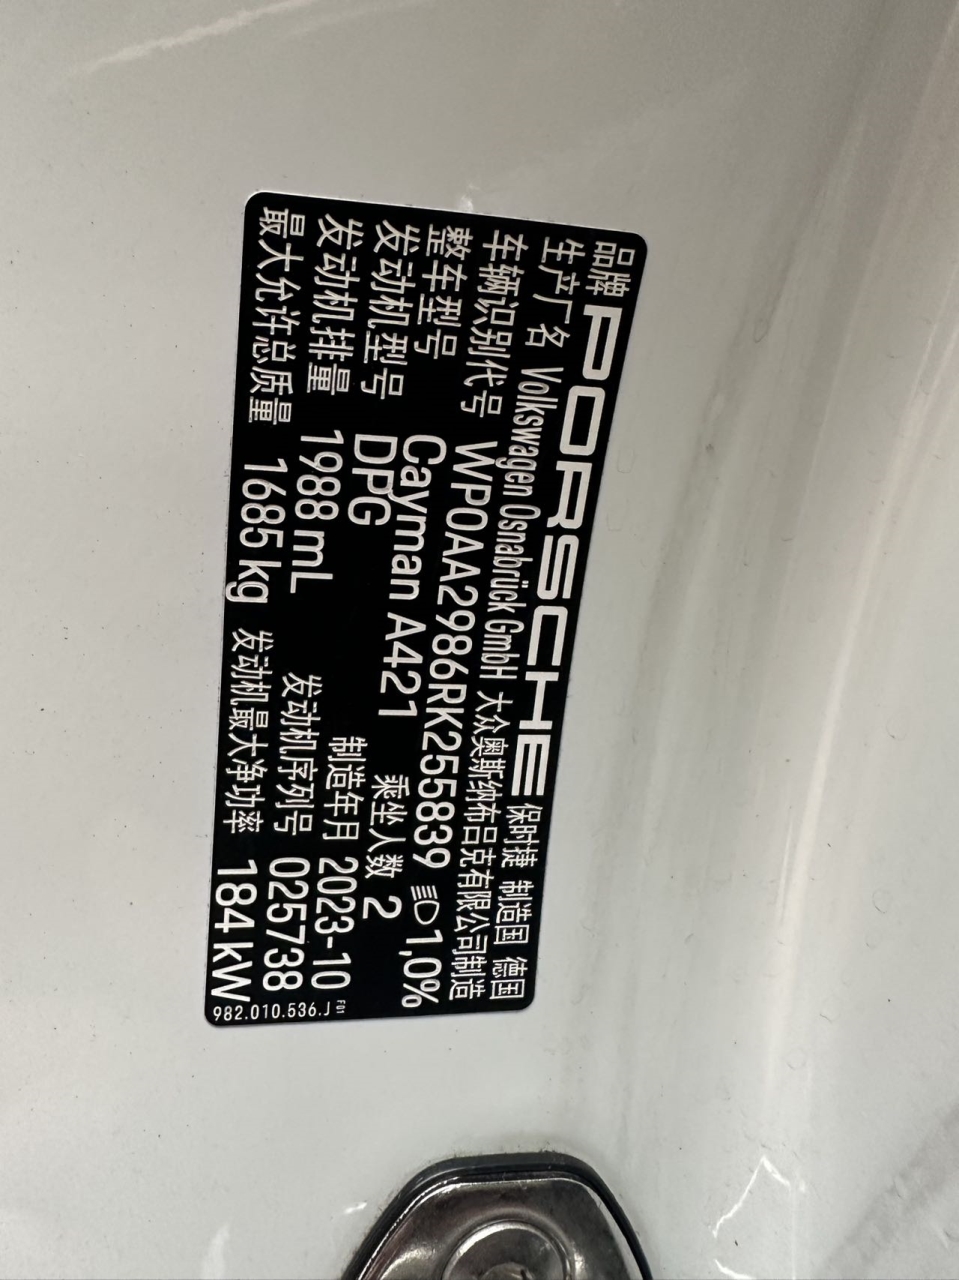 品牌 PORSCHE 保时捷 制造国 德国
生产厂名 Volkswagen Osnabrück GmbH 大众奥斯纳布吕克有限公司制造
车辆识别代号 WP0AA2986RK255839 1,0%
整车型号 Cayman A421 乘坐人数 2
发动机型号 DPG 制造年月 2023-10
发动机排量 1988 mL 发动机序列号 025738
最大允许总质量 1685 kg 发动机最大净功率 184 kW
982.010.536.J F01